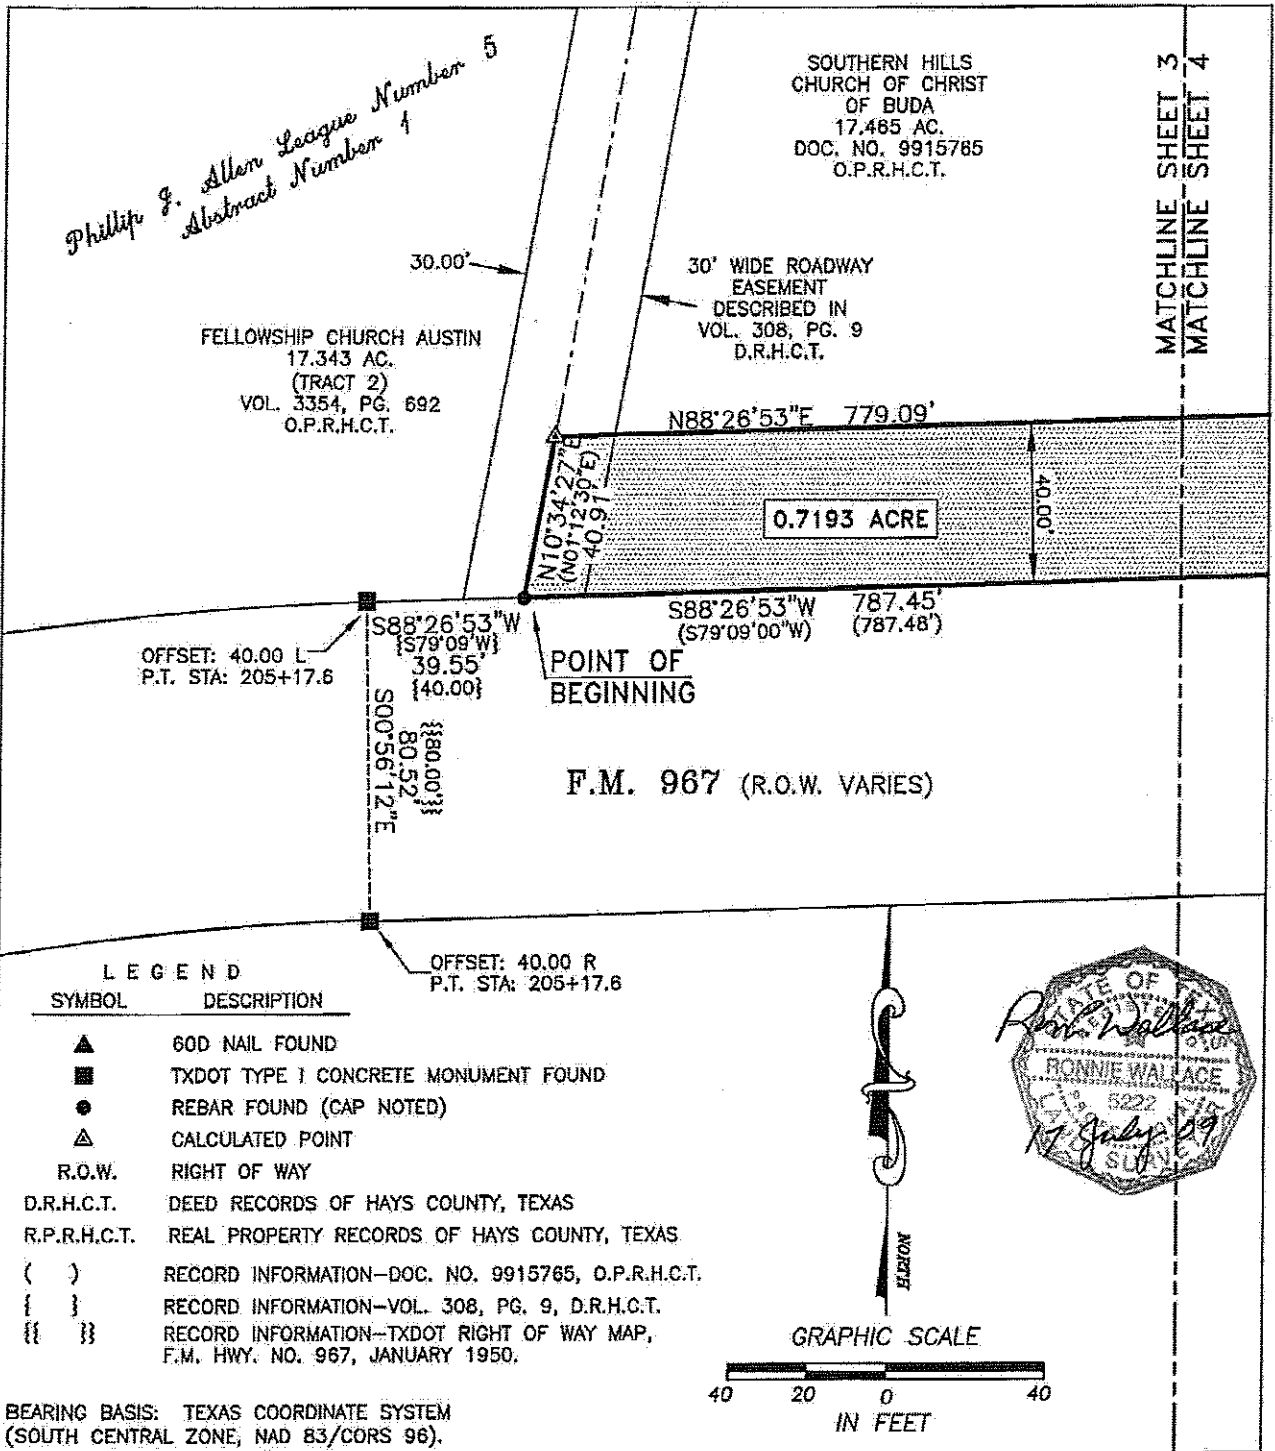 Phillip J. Allen League Number 5
Abstract Number 1
SOUTHERN HILLS
CHURCH OF CHRIST
OF BUDA
17.465 AC.
DOC. NO. 9915765
O.P.R.H.C.T.
MATCHLINE SHEET 3
MATCHLINE SHEET 4
30.00'
30' WIDE ROADWAY
EASEMENT
DESCRIBED IN
VOL. 308, PG. 9
D.R.H.C.T.
FELLOWSHIP CHURCH AUSTIN
17.343 AC.
(TRACT 2)
VOL. 3354, PG. 692
O.P.R.H.C.T.
N88°26'53"E 779.09'
N10°34'27"E
(N01°12'30"E)
40.91'
0.7193 ACRE
40.00'
S88°26'53"W 787.45'
(S79°09'00"W) (787.48')
S88°26'53"W
{S79°09'W}
39.55'
{40.00}
OFFSET: 40.00 L
P.T. STA: 205+17.6
POINT OF
BEGINNING
{{80.00'}}
80.52'
S00°56'12"E
F.M. 967 (R.O.W. VARIES)
OFFSET: 40.00 R
P.T. STA: 205+17.6
LEGEND
SYMBOL DESCRIPTION
60D NAIL FOUND
TXDOT TYPE I CONCRETE MONUMENT FOUND
REBAR FOUND (CAP NOTED)
CALCULATED POINT
R.O.W. RIGHT OF WAY
D.R.H.C.T. DEED RECORDS OF HAYS COUNTY, TEXAS
R.P.R.H.C.T. REAL PROPERTY RECORDS OF HAYS COUNTY, TEXAS
( ) RECORD INFORMATION-DOC. NO. 9915765, O.P.R.H.C.T.
{ } RECORD INFORMATION-VOL. 308, PG. 9, D.R.H.C.T.
{{ }} RECORD INFORMATION-TXDOT RIGHT OF WAY MAP,
F.M. HWY. NO. 967, JANUARY 1950.
BEARING BASIS: TEXAS COORDINATE SYSTEM
(SOUTH CENTRAL ZONE, NAD 83/CORS 96).
NORTH
GRAPHIC SCALE
40 20 0 40
IN FEET
STATE OF TEXAS
RONNIE WALLACE
5222
17 July 09
LAND SURVEYOR